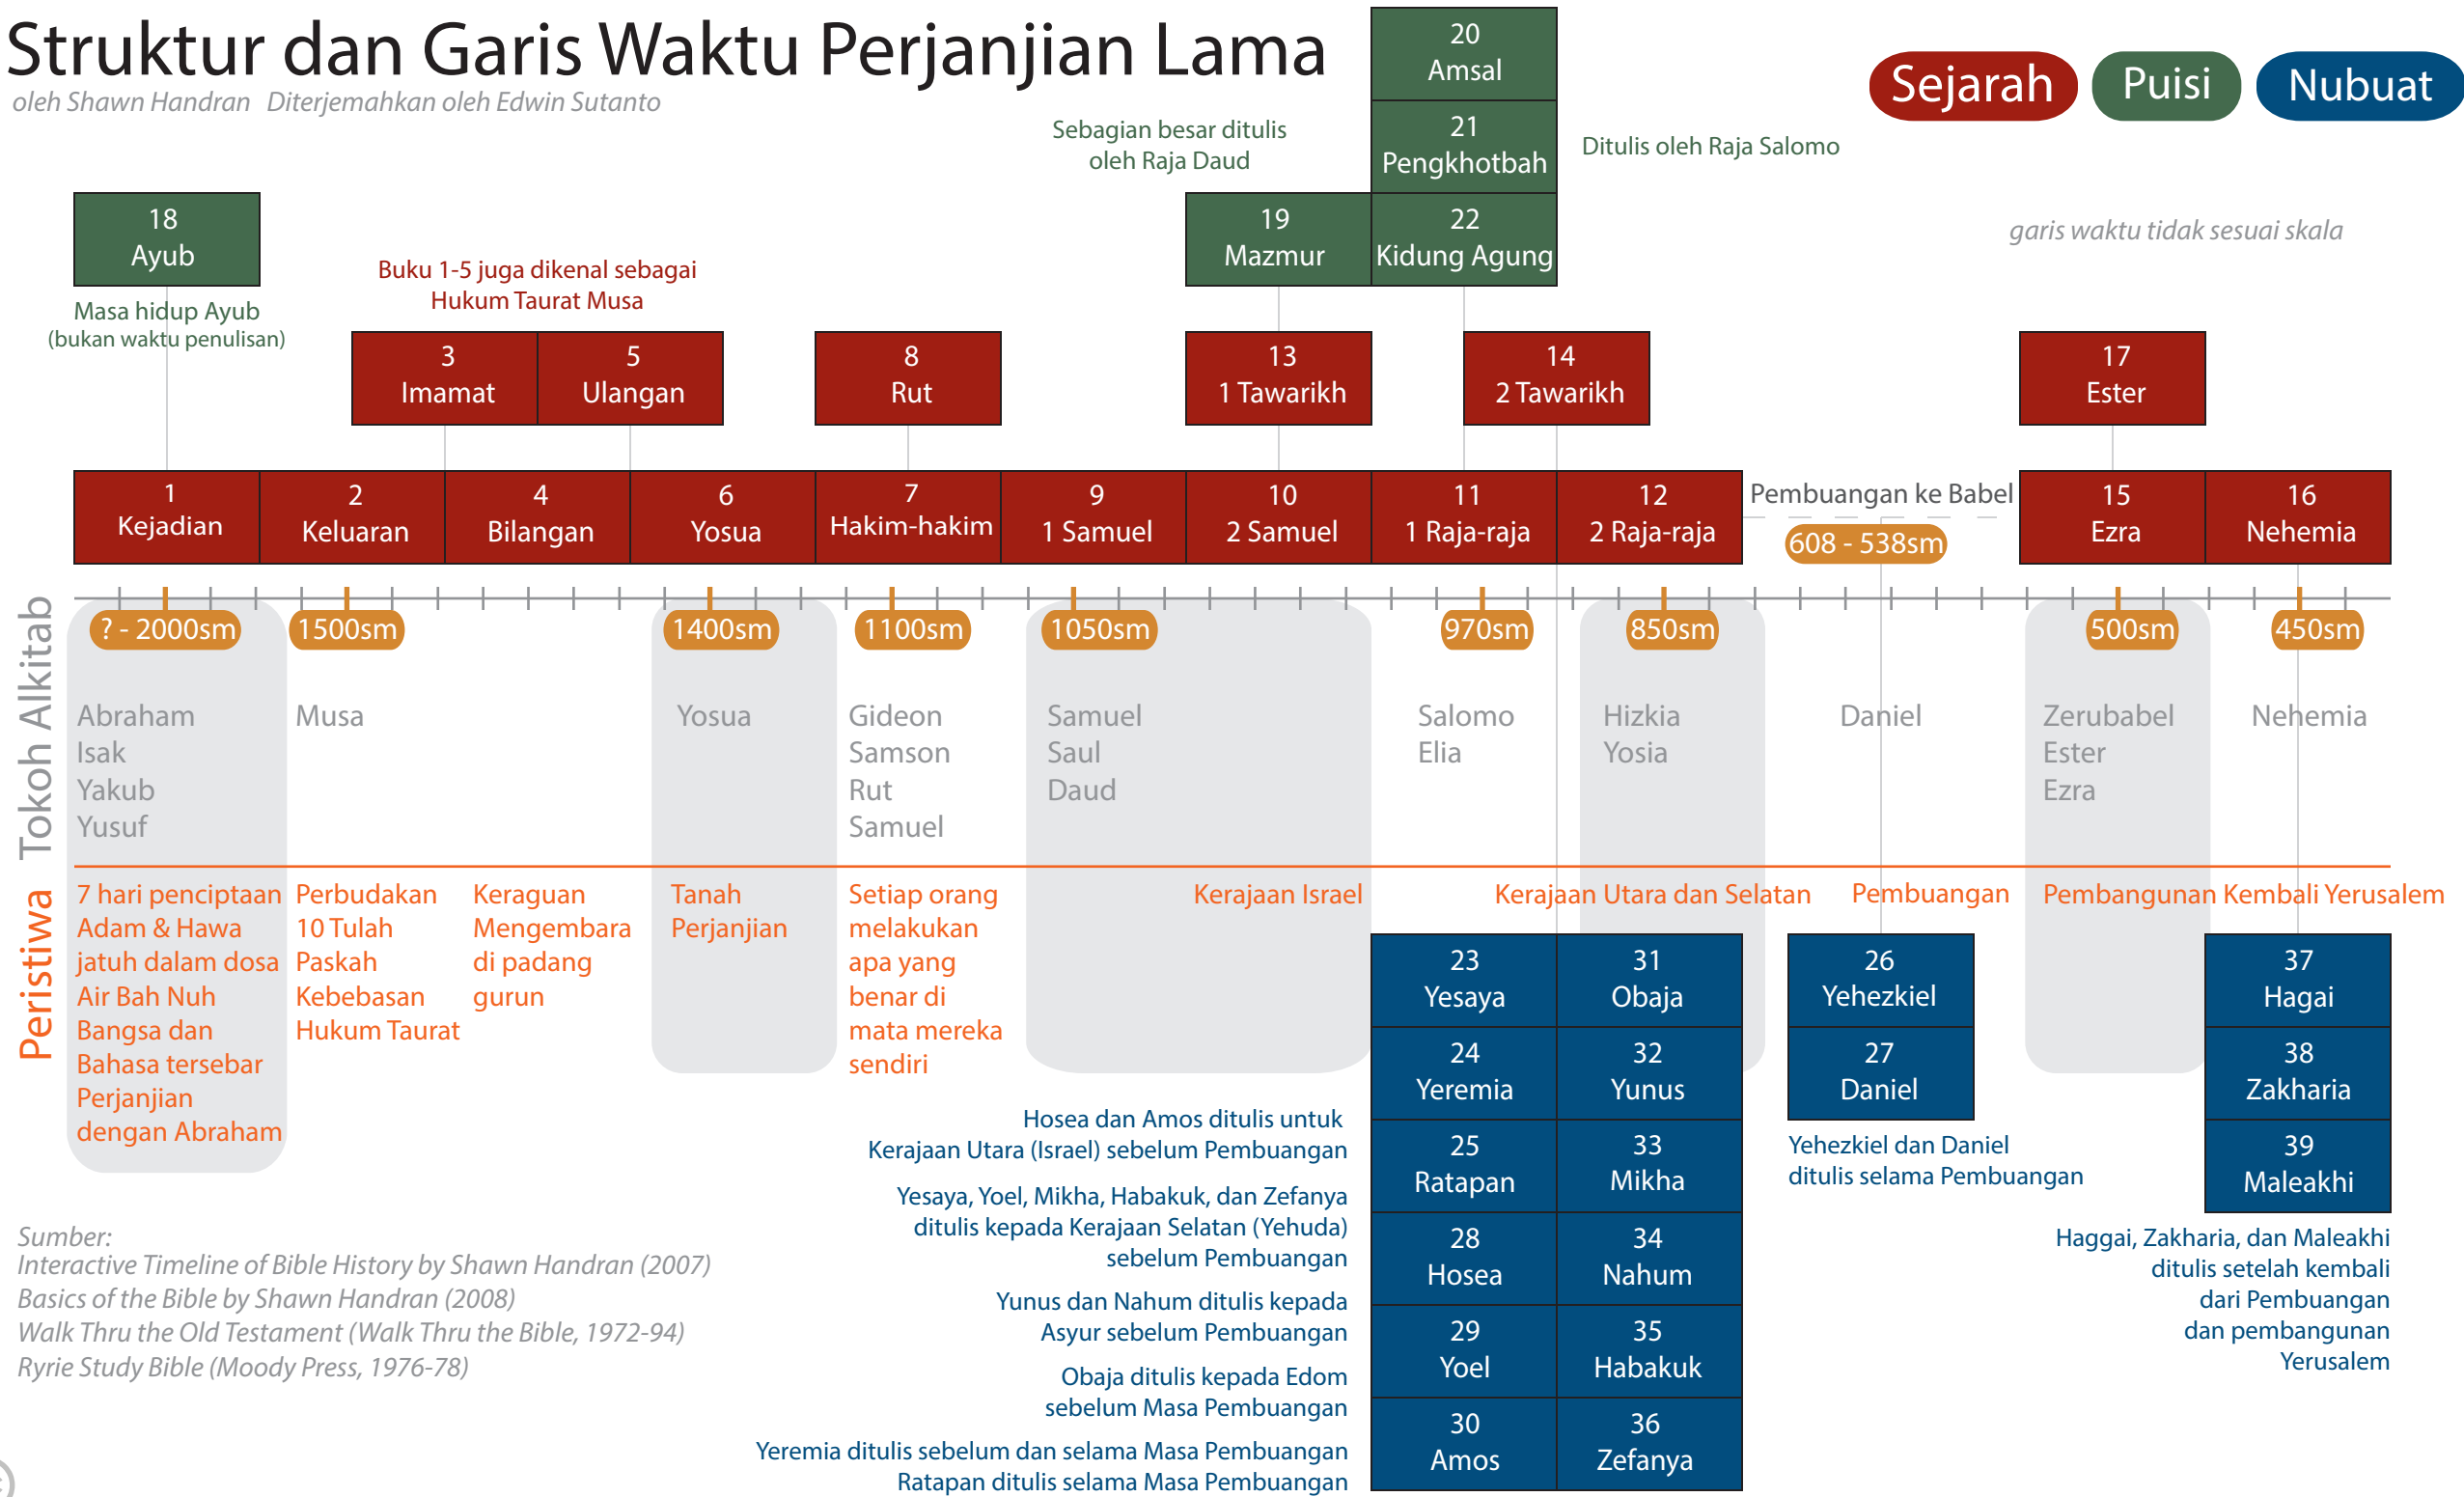 Struktur dan Garis Waktu Perjanjian Lama
oleh Shawn Handran   Diterjemahkan oleh Edwin Sutanto
Sejarah
Puisi
Nubuat
garis waktu tidak sesuai skala
20
Amsal
21
Pengkhotbah
22
Kidung Agung
Ditulis oleh Raja Salomo
Sebagian besar ditulis
oleh Raja Daud
19
Mazmur
18
Ayub
Masa hidup Ayub
(bukan waktu penulisan)
Buku 1-5 juga dikenal sebagai
Hukum Taurat Musa
3
Imamat
5
Ulangan
8
Rut
13
1 Tawarikh
14
2 Tawarikh
17
Ester
1
Kejadian
2
Keluaran
4
Bilangan
6
Yosua
7
Hakim-hakim
9
1 Samuel
10
2 Samuel
11
1 Raja-raja
12
2 Raja-raja
Pembuangan ke Babel
608 - 538sm
15
Ezra
16
Nehemia
? - 2000sm
1500sm
1400sm
1100sm
1050sm
970sm
850sm
500sm
450sm
Tokoh Alkitab
Abraham
Isak
Yakub
Yusuf
Musa
Yosua
Gideon
Samson
Rut
Samuel
Samuel
Saul
Daud
Salomo
Elia
Hizkia
Yosia
Daniel
Zerubabel
Ester
Ezra
Nehemia
Peristiwa
7 hari penciptaan
Adam & Hawa
jatuh dalam dosa
Air Bah Nuh
Bangsa dan
Bahasa tersebar
Perjanjian
dengan Abraham
Perbudakan
10 Tulah
Paskah
Kebebasan
Hukum Taurat
Keraguan
Mengembara
di padang
gurun
Tanah
Perjanjian
Setiap orang
melakukan
apa yang
benar di
mata mereka
sendiri
Kerajaan Israel
Kerajaan Utara dan Selatan
Pembuangan
Pembangunan Kembali Yerusalem
23
Yesaya
24
Yeremia
25
Ratapan
28
Hosea
29
Yoel
30
Amos
31
Obaja
32
Yunus
33
Mikha
34
Nahum
35
Habakuk
36
Zefanya
26
Yehezkiel
27
Daniel
Yehezkiel dan Daniel
ditulis selama Pembuangan
37
Hagai
38
Zakharia
39
Maleakhi
Haggai, Zakharia, dan Maleakhi
ditulis setelah kembali
dari Pembuangan
dan pembangunan
Yerusalem
Hosea dan Amos ditulis untuk
Kerajaan Utara (Israel) sebelum Pembuangan
Yesaya, Yoel, Mikha, Habakuk, dan Zefanya
ditulis kepada Kerajaan Selatan (Yehuda)
sebelum Pembuangan
Yunus dan Nahum ditulis kepada
Asyur sebelum Pembuangan
Obaja ditulis kepada Edom
sebelum Masa Pembuangan
Yeremia ditulis sebelum dan selama Masa Pembuangan
Ratapan ditulis selama Masa Pembuangan
Sumber:
Interactive Timeline of Bible History by Shawn Handran (2007)
Basics of the Bible by Shawn Handran (2008)
Walk Thru the Old Testament (Walk Thru the Bible, 1972-94)
Ryrie Study Bible (Moody Press, 1976-78)